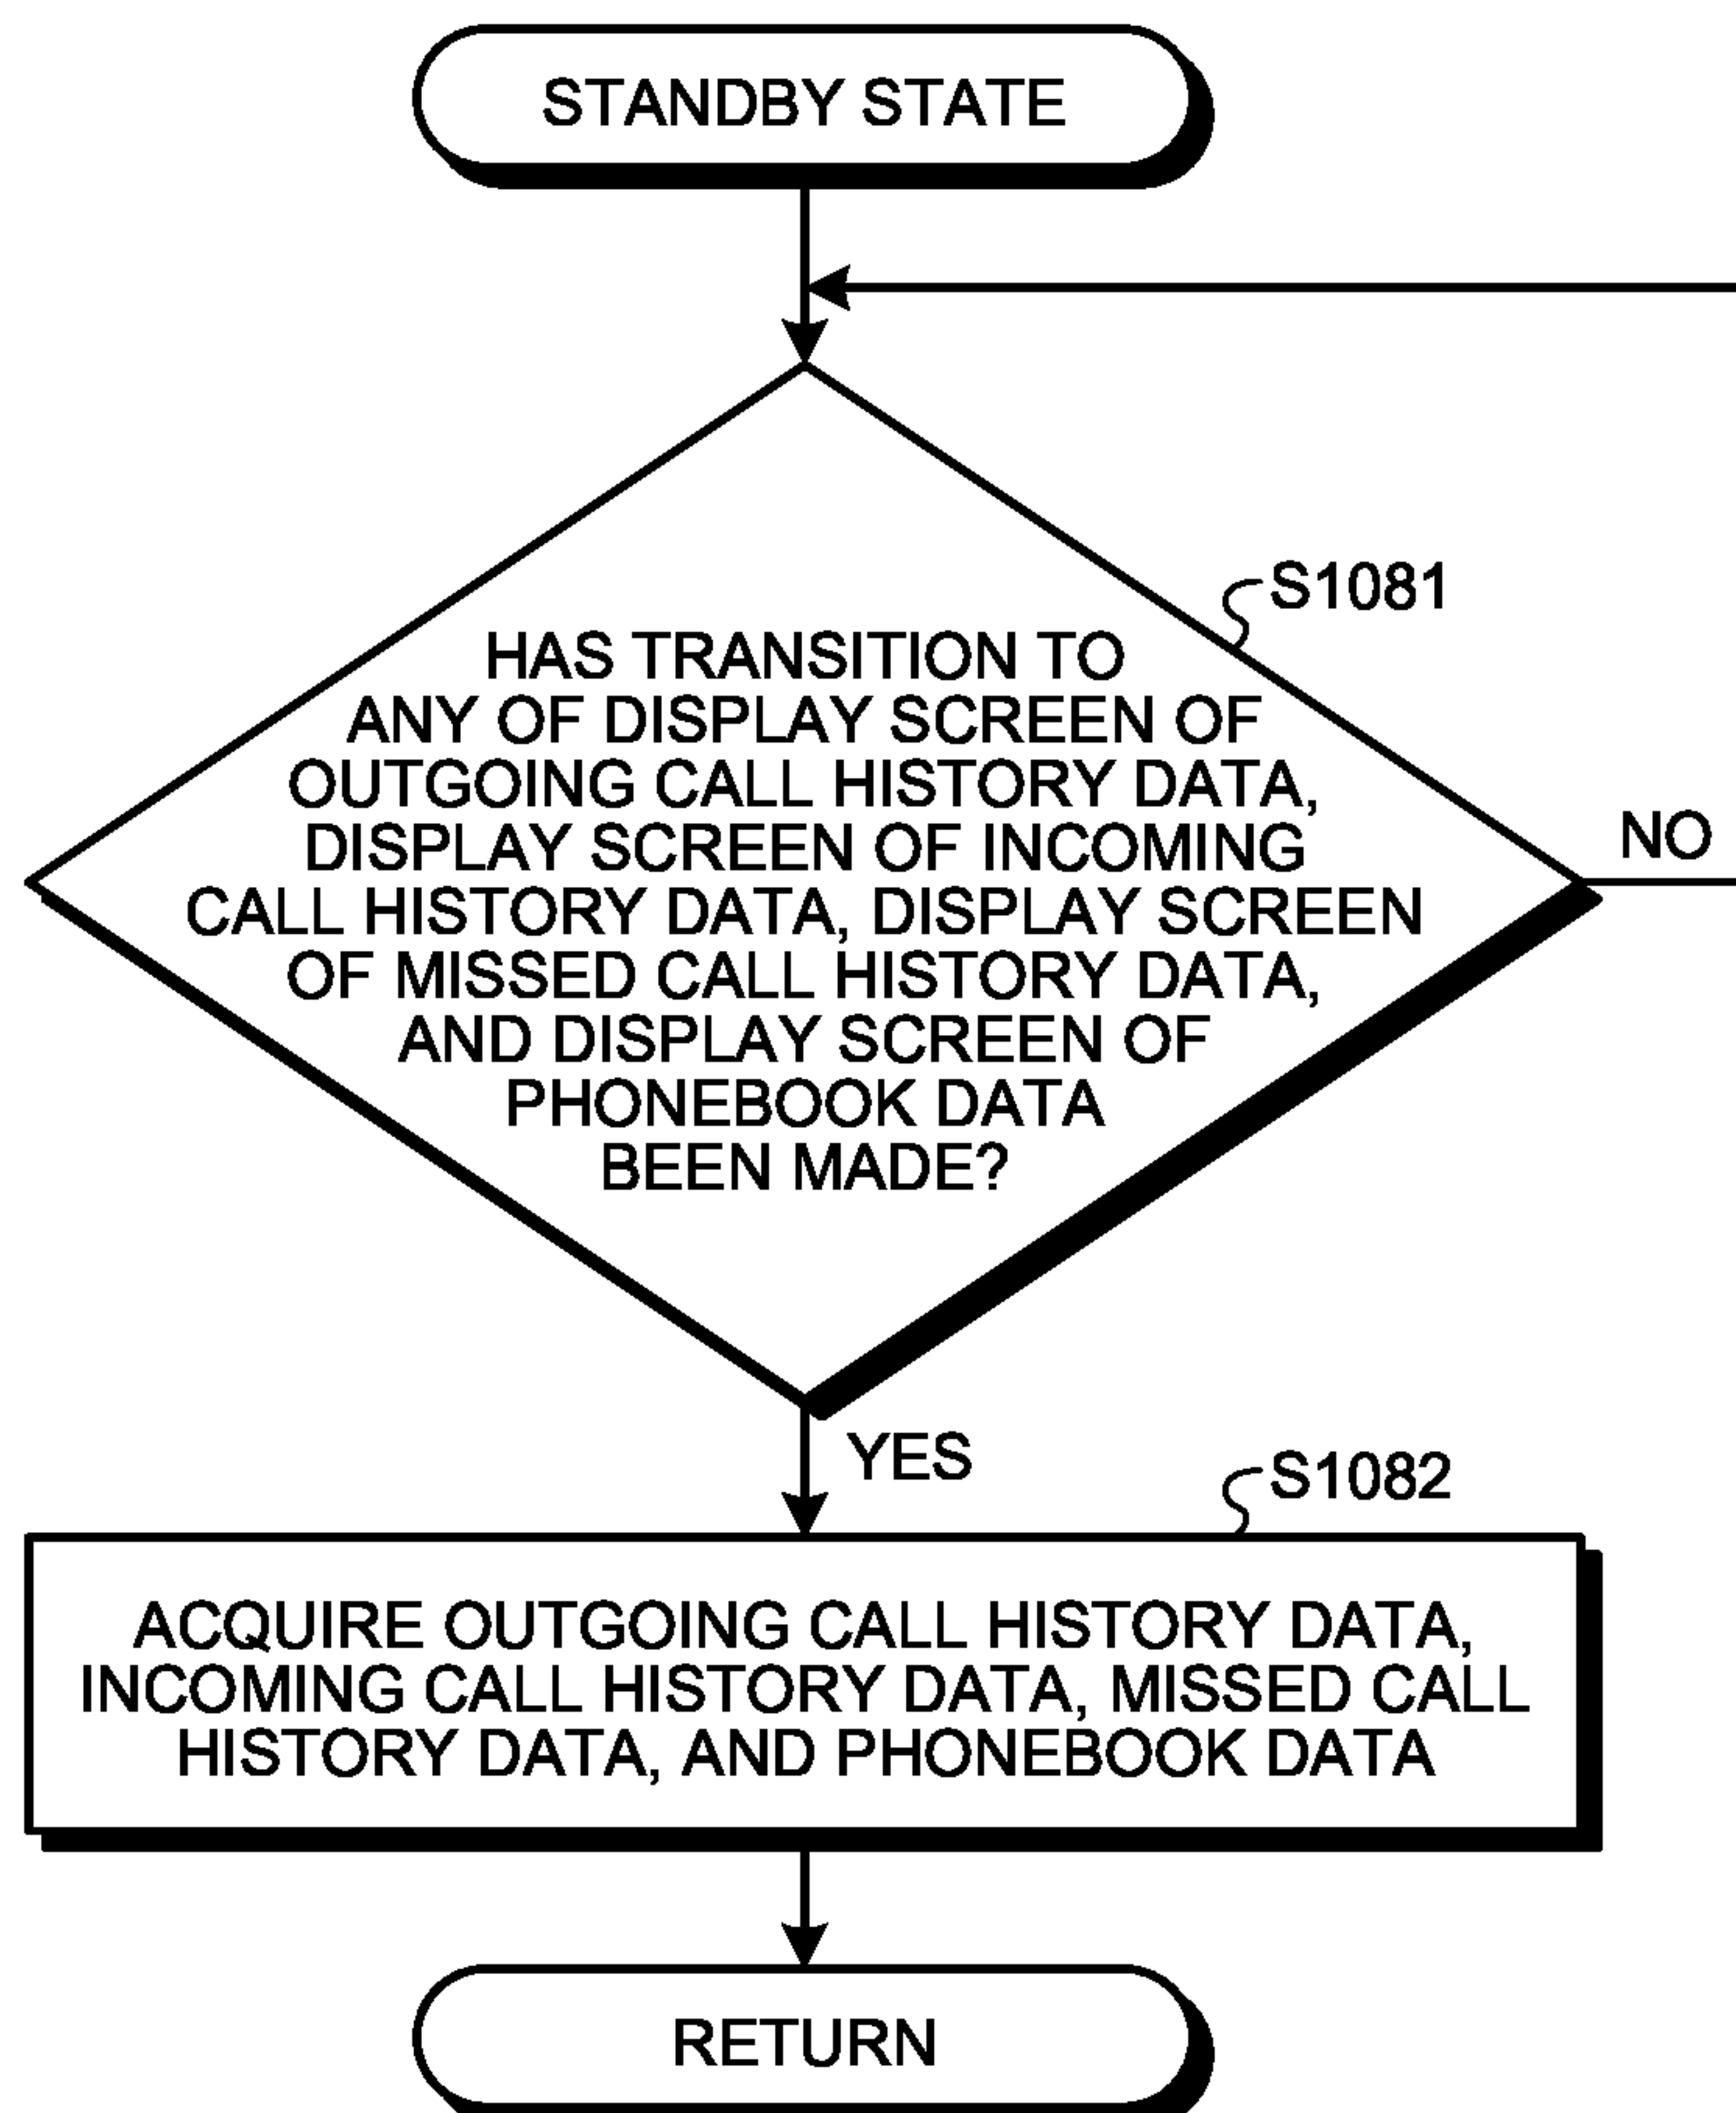 STANDBY STATE
S1081
HAS TRANSITION TO
ANY OF DISPLAY SCREEN OF
OUTGOING CALL HISTORY DATA,
DISPLAY SCREEN OF INCOMING
CALL HISTORY DATA, DISPLAY SCREEN
OF MISSED CALL HISTORY DATA,
AND DISPLAY SCREEN OF
PHONEBOOK DATA
BEEN MADE?
NO
YES
S1082
ACQUIRE OUTGOING CALL HISTORY DATA,
INCOMING CALL HISTORY DATA, MISSED CALL
HISTORY DATA, AND PHONEBOOK DATA
RETURN